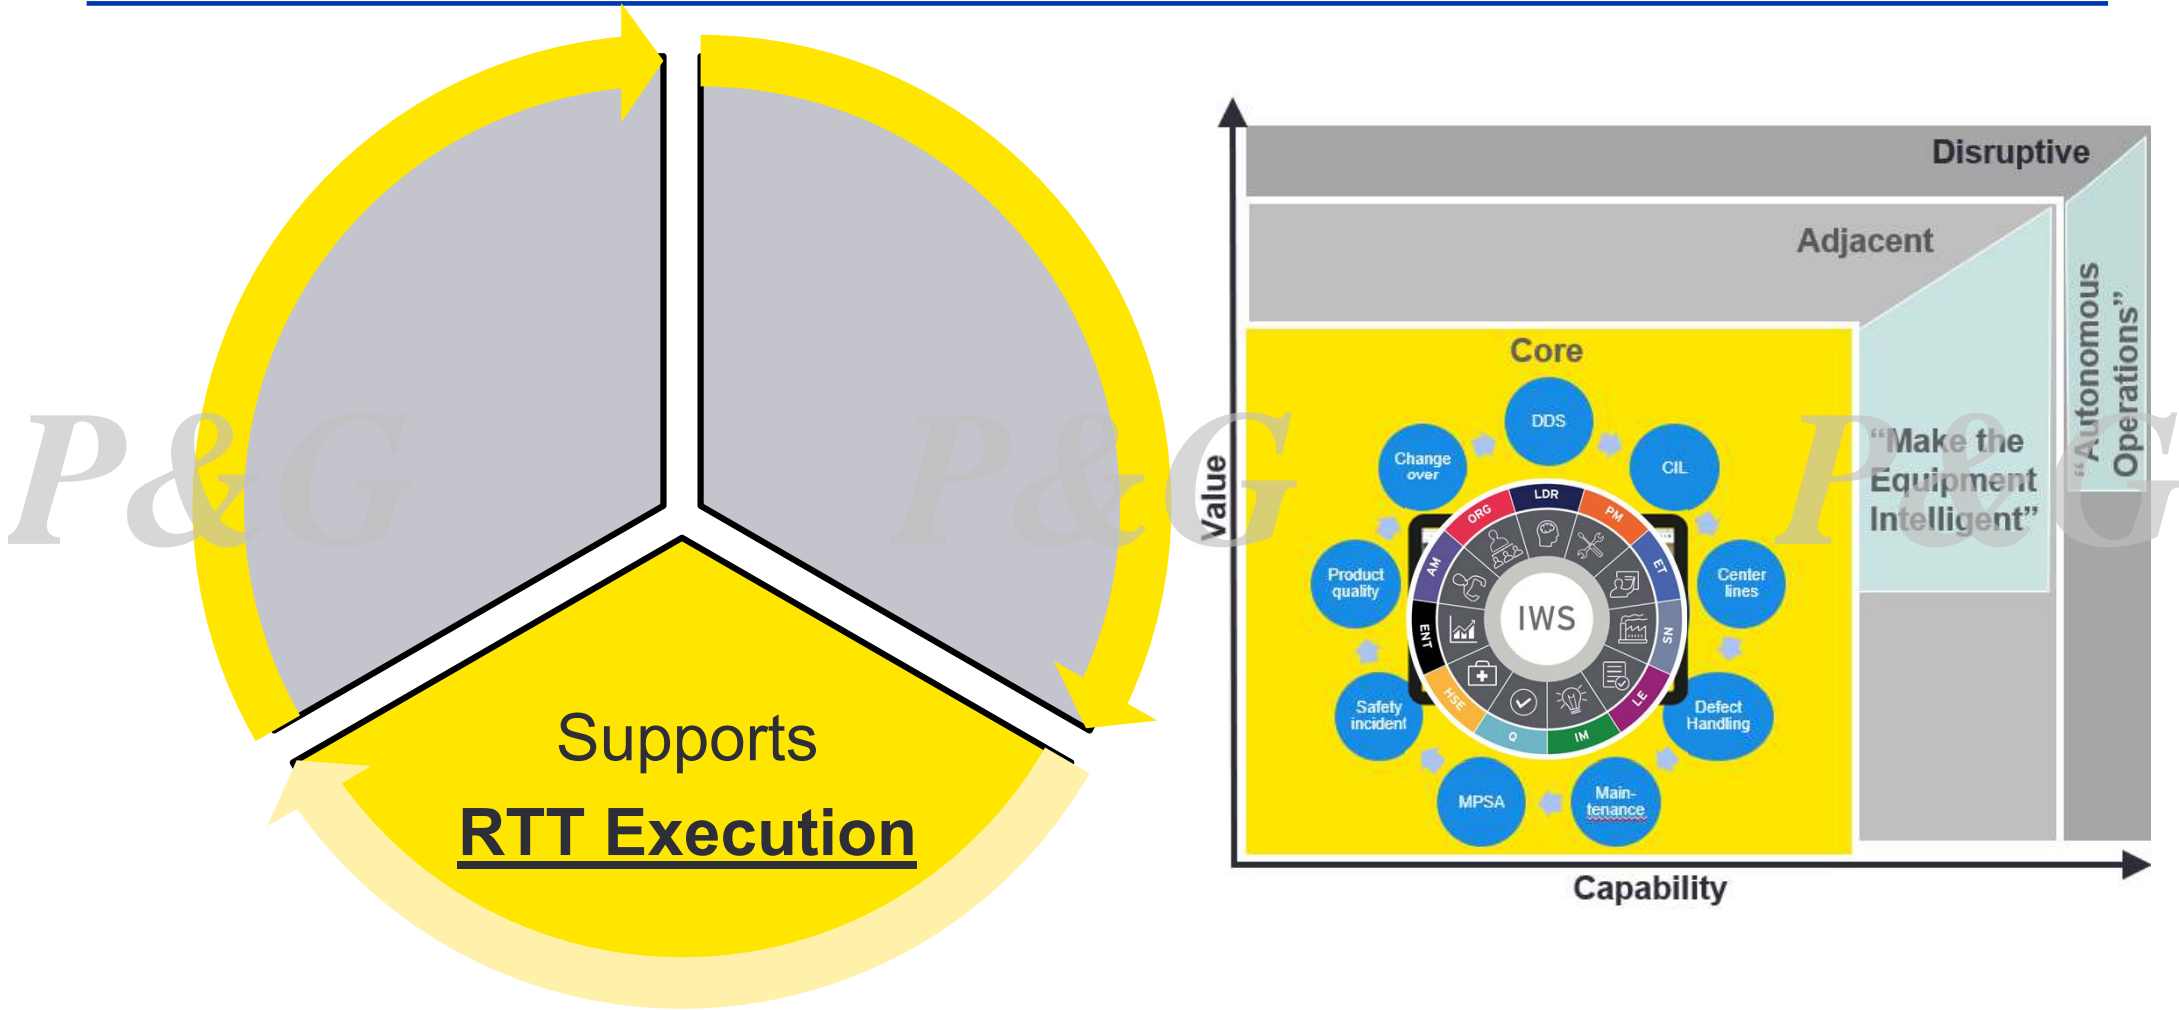 Supports
RTT Execution
P&G
P&G
P&G
Value
Capability
Disruptive
Adjacent
Core
"Autonomous
Operations"
"Make the
Equipment
Intelligent"
DDS
CIL
Center
lines
Defect
Handling
Main-
tenance
MPSA
Safety
incident
Product
quality
Change
over
LDR
PM
ET
SN
LE
IM
Q
HSE
ENT
AM
ORG
IWS